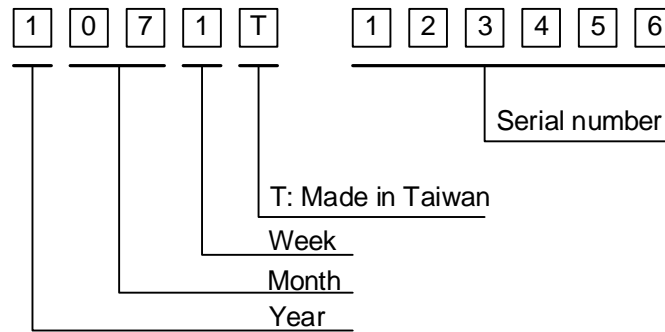 1 0 7 1 T 1 2 3 4 5 6
Serial number
T: Made in Taiwan
Week
Month
Year